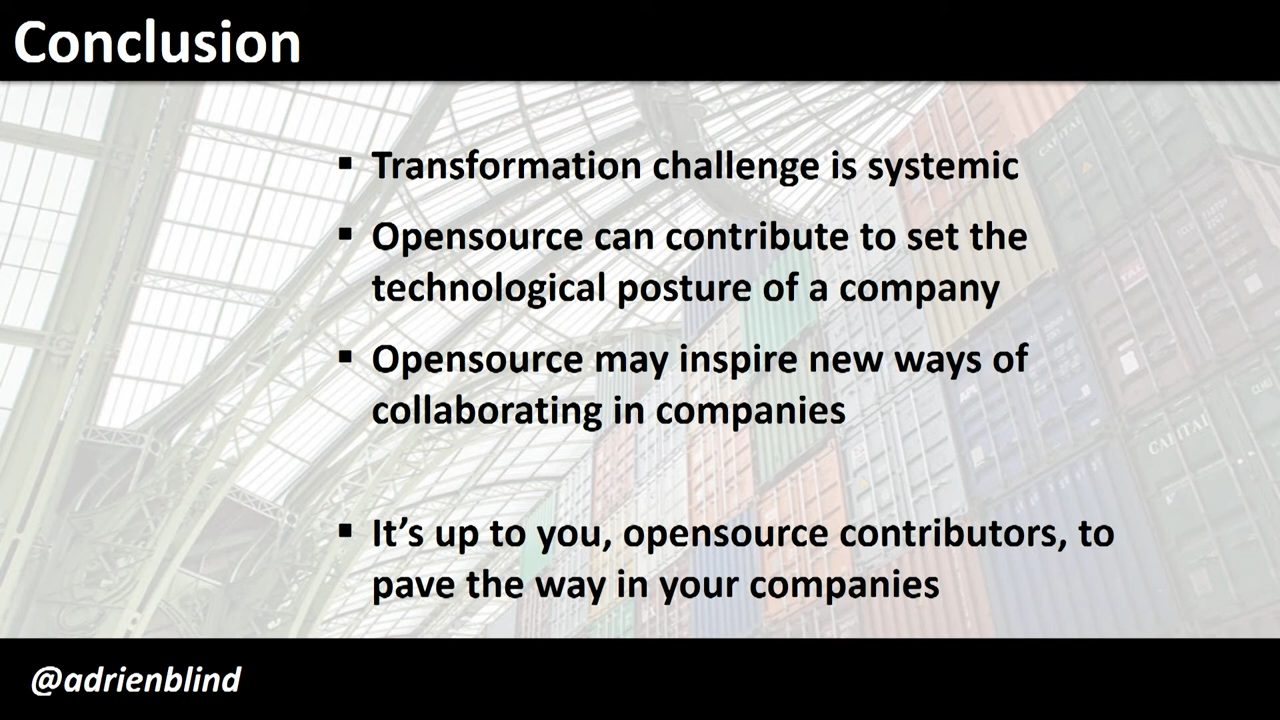 Conclusion
▪ Transformation challenge is systemic
▪ Opensource can contribute to set the
technological posture of a company
▪ Opensource may inspire new ways of
collaborating in companies
▪ It's up to you, opensource contributors, to
pave the way in your companies
@adrienblind
CAPITAL
CAPITAL